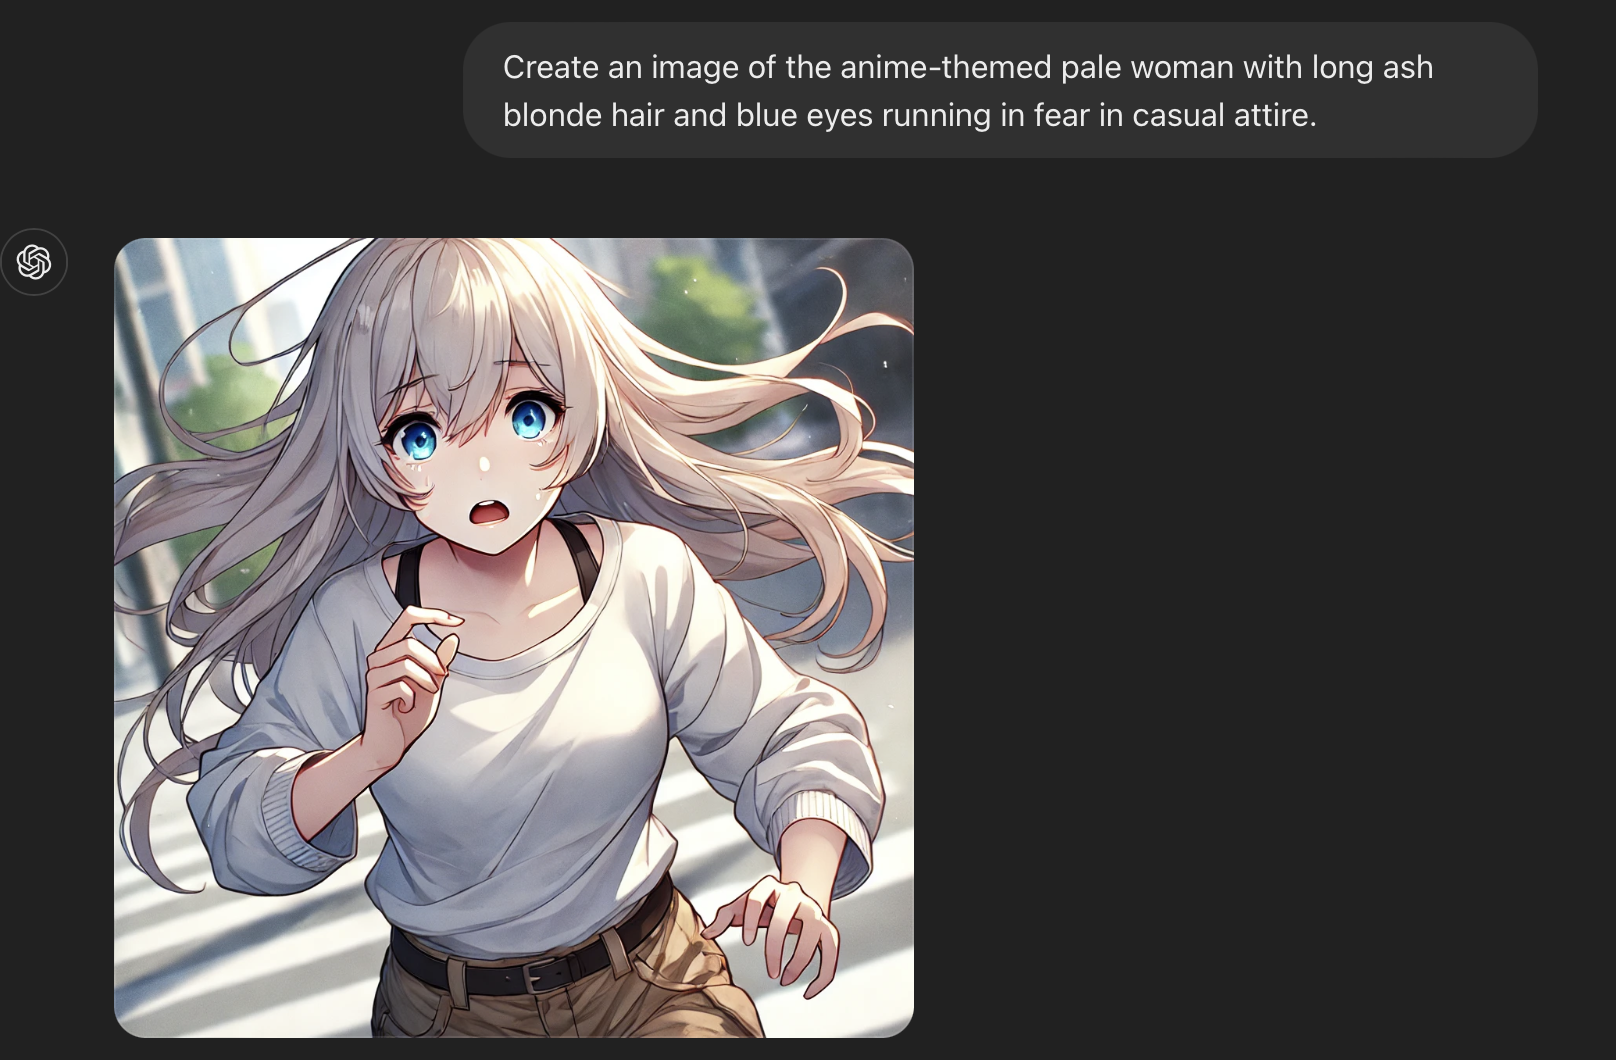 Create an image of the anime-themed pale woman with long ash
blonde hair and blue eyes running in fear in casual attire.